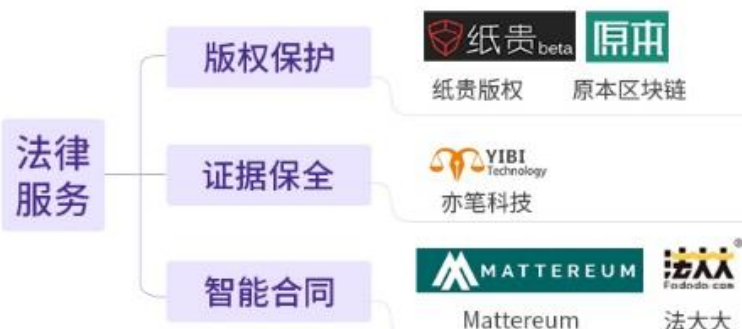 法律
服务
版权保护
纸贵beta
原本
纸贵版权
原本区块链
证据保全
YIBI
Technology
亦笔科技
智能合同
MATTEREUM
法大大
Fadada.com
Mattereum
法大大